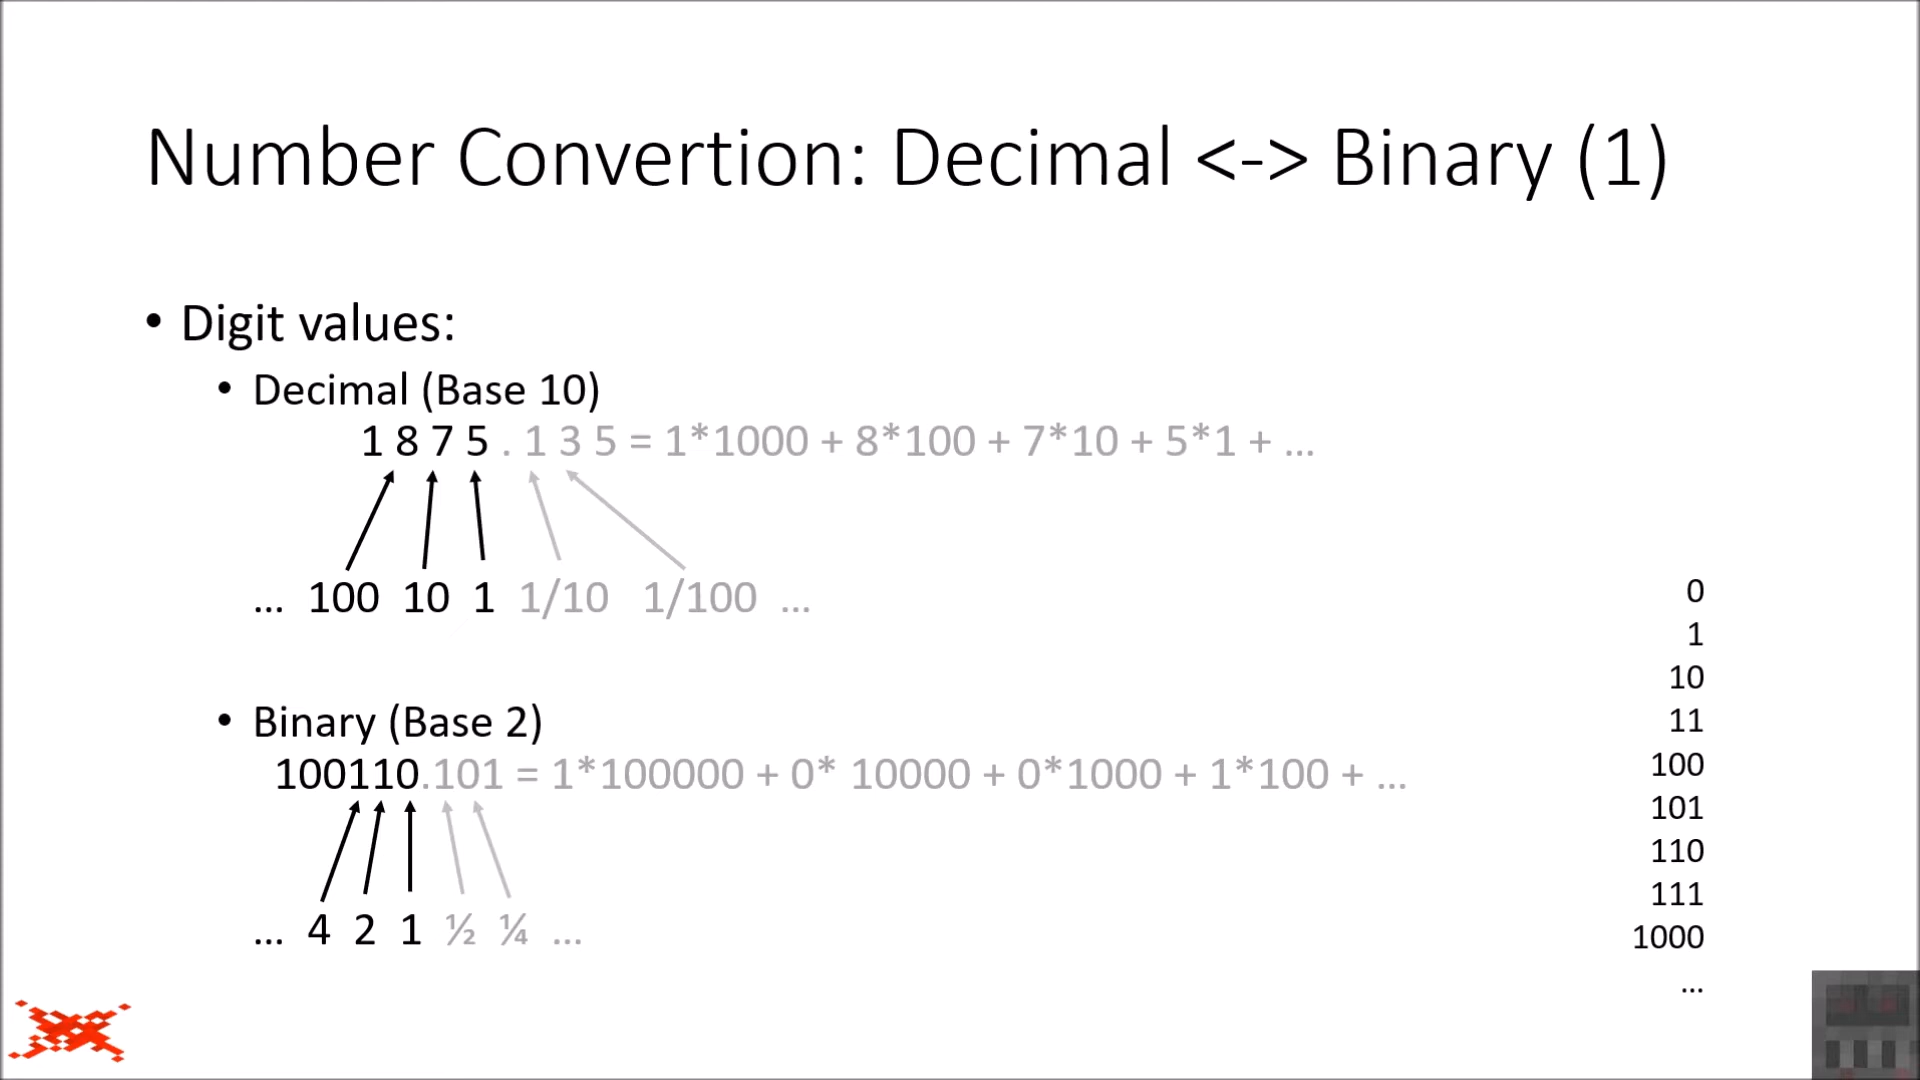 Number Convertion: Decimal <-> Binary (1)
• Digit values:
• Decimal (Base 10)
1 8 7 5 . 1 3 5 = 1*1000 + 8*100 + 7*10 + 5*1 + ...
... 100 10 1 1/10 1/100 ...
• Binary (Base 2)
100110.101 = 1*100000 + 0* 10000 + 0*1000 + 1*100 + ...
... 4 2 1 ½ ¼ ...
0
1
10
11
100
101
110
111
1000
...